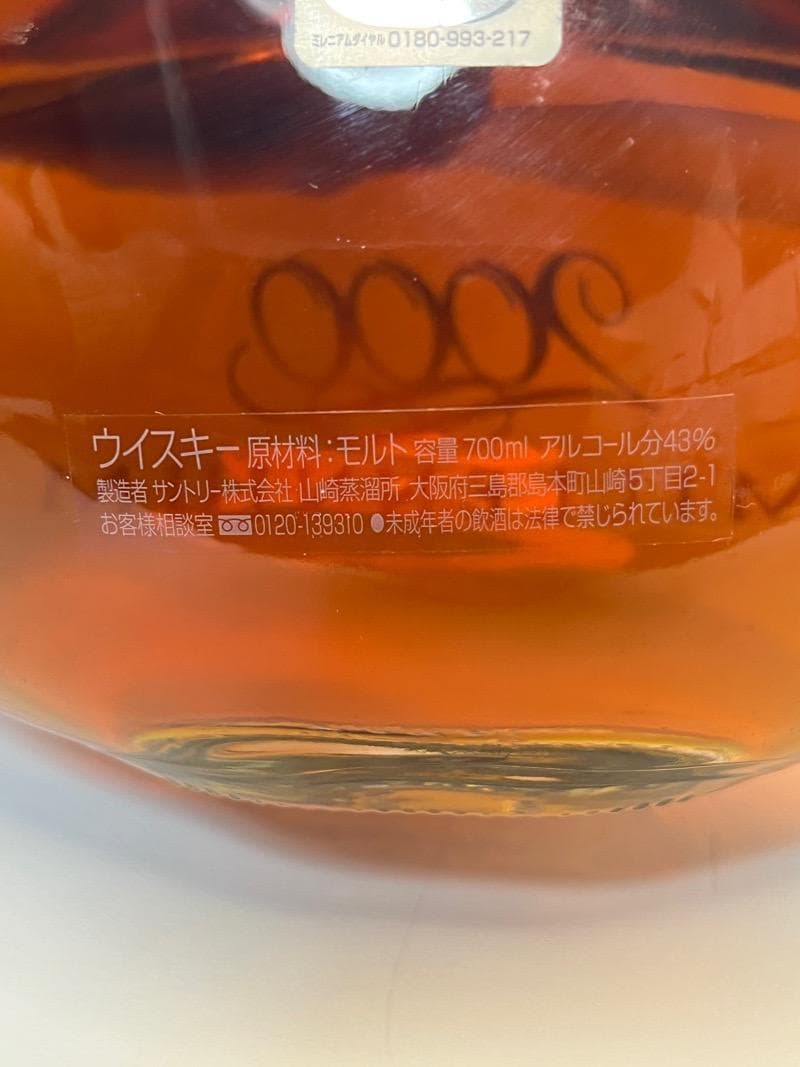 ミレニアムダイヤル 0180-993-217
2000
ウイスキー 原材料:モルト 容量 700ml アルコール分43%
製造者 サントリー株式会社 山崎蒸溜所 大阪府三島郡島本町山崎5丁目2-1
お客様相談室 0120-139310 ●未成年者の飲酒は法律で禁じられています。